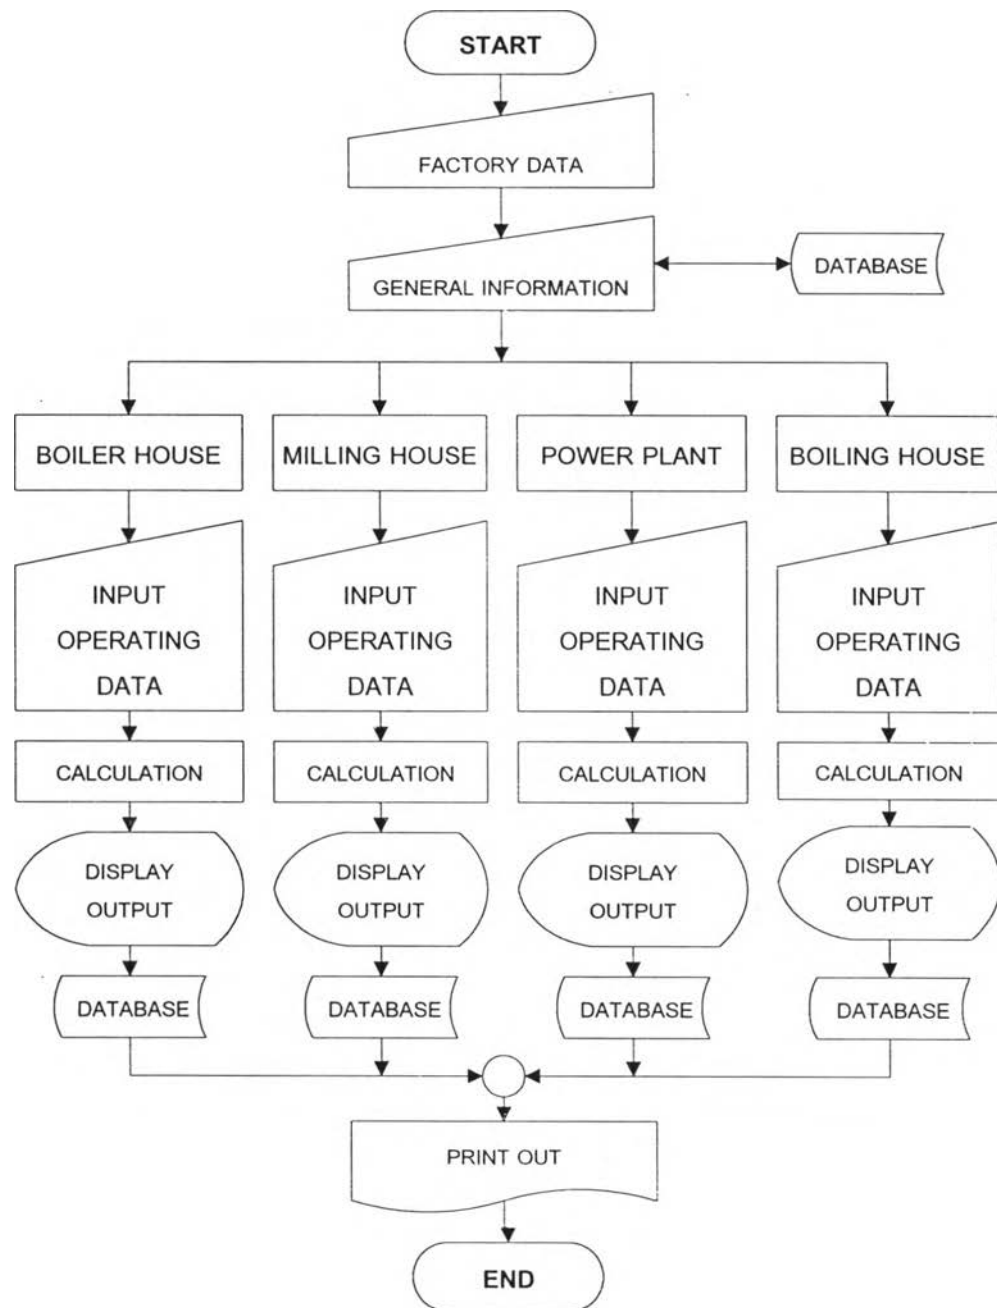 START
FACTORY DATA
GENERAL INFORMATION
DATABASE
BOILER HOUSE
MILLING HOUSE
POWER PLANT
BOILING HOUSE
INPUT
OPERATING
DATA
INPUT
OPERATING
DATA
INPUT
OPERATING
DATA
INPUT
OPERATING
DATA
CALCULATION
CALCULATION
CALCULATION
CALCULATION
DISPLAY
OUTPUT
DISPLAY
OUTPUT
DISPLAY
OUTPUT
DISPLAY
OUTPUT
DATABASE
DATABASE
DATABASE
DATABASE
PRINT OUT
END